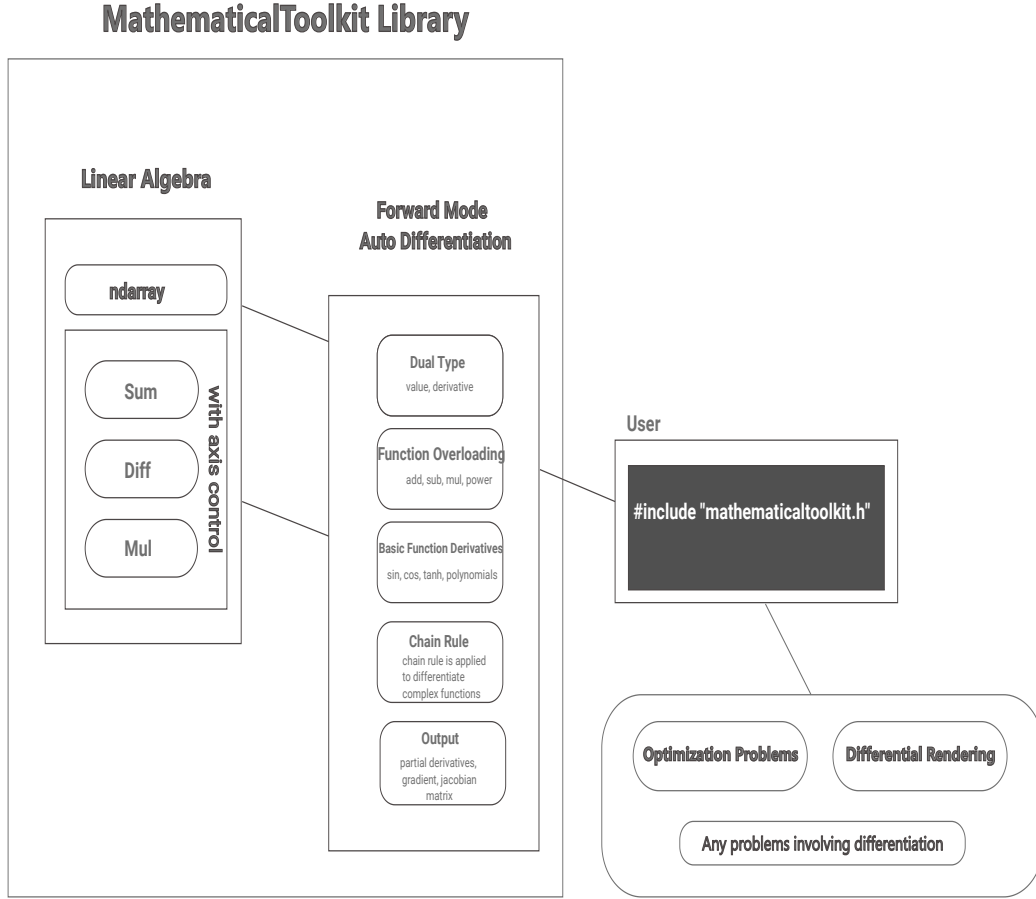 MathematicalToolkit Library
Linear Algebra
ndarray
Sum
Diff
Mul
with axis control
Forward Mode
Auto Differentiation
Dual Type
value, derivative
Function Overloading
add, sub, mul, power
Basic Function Derivatives
sin, cos, tanh, polynomials
Chain Rule
chain rule is applied
to differentiate
complex functions
Output
partial derivatives,
gradient, jacobian
matrix
User
#include "mathematicaltoolkit.h"
Optimization Problems
Differential Rendering
Any problems involving differentiation